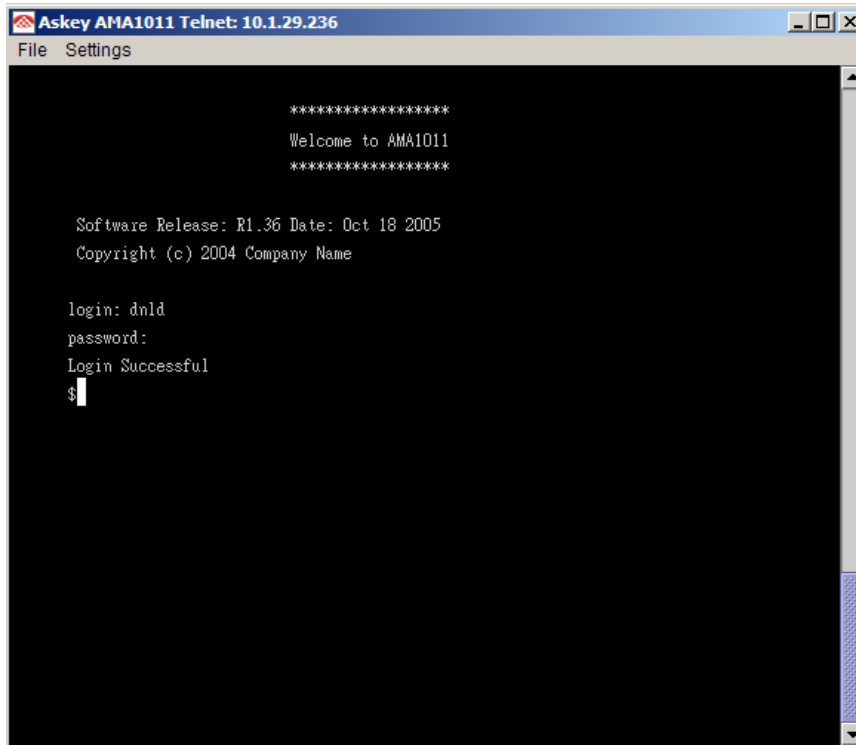 Askey AMA1011 Telnet: 10.1.29.236
File Settings
******************
Welcome to AMA1011
******************
Software Release: R1.36 Date: Oct 18 2005
Copyright (c) 2004 Company Name
login: dnld
password:
Login Successful
$